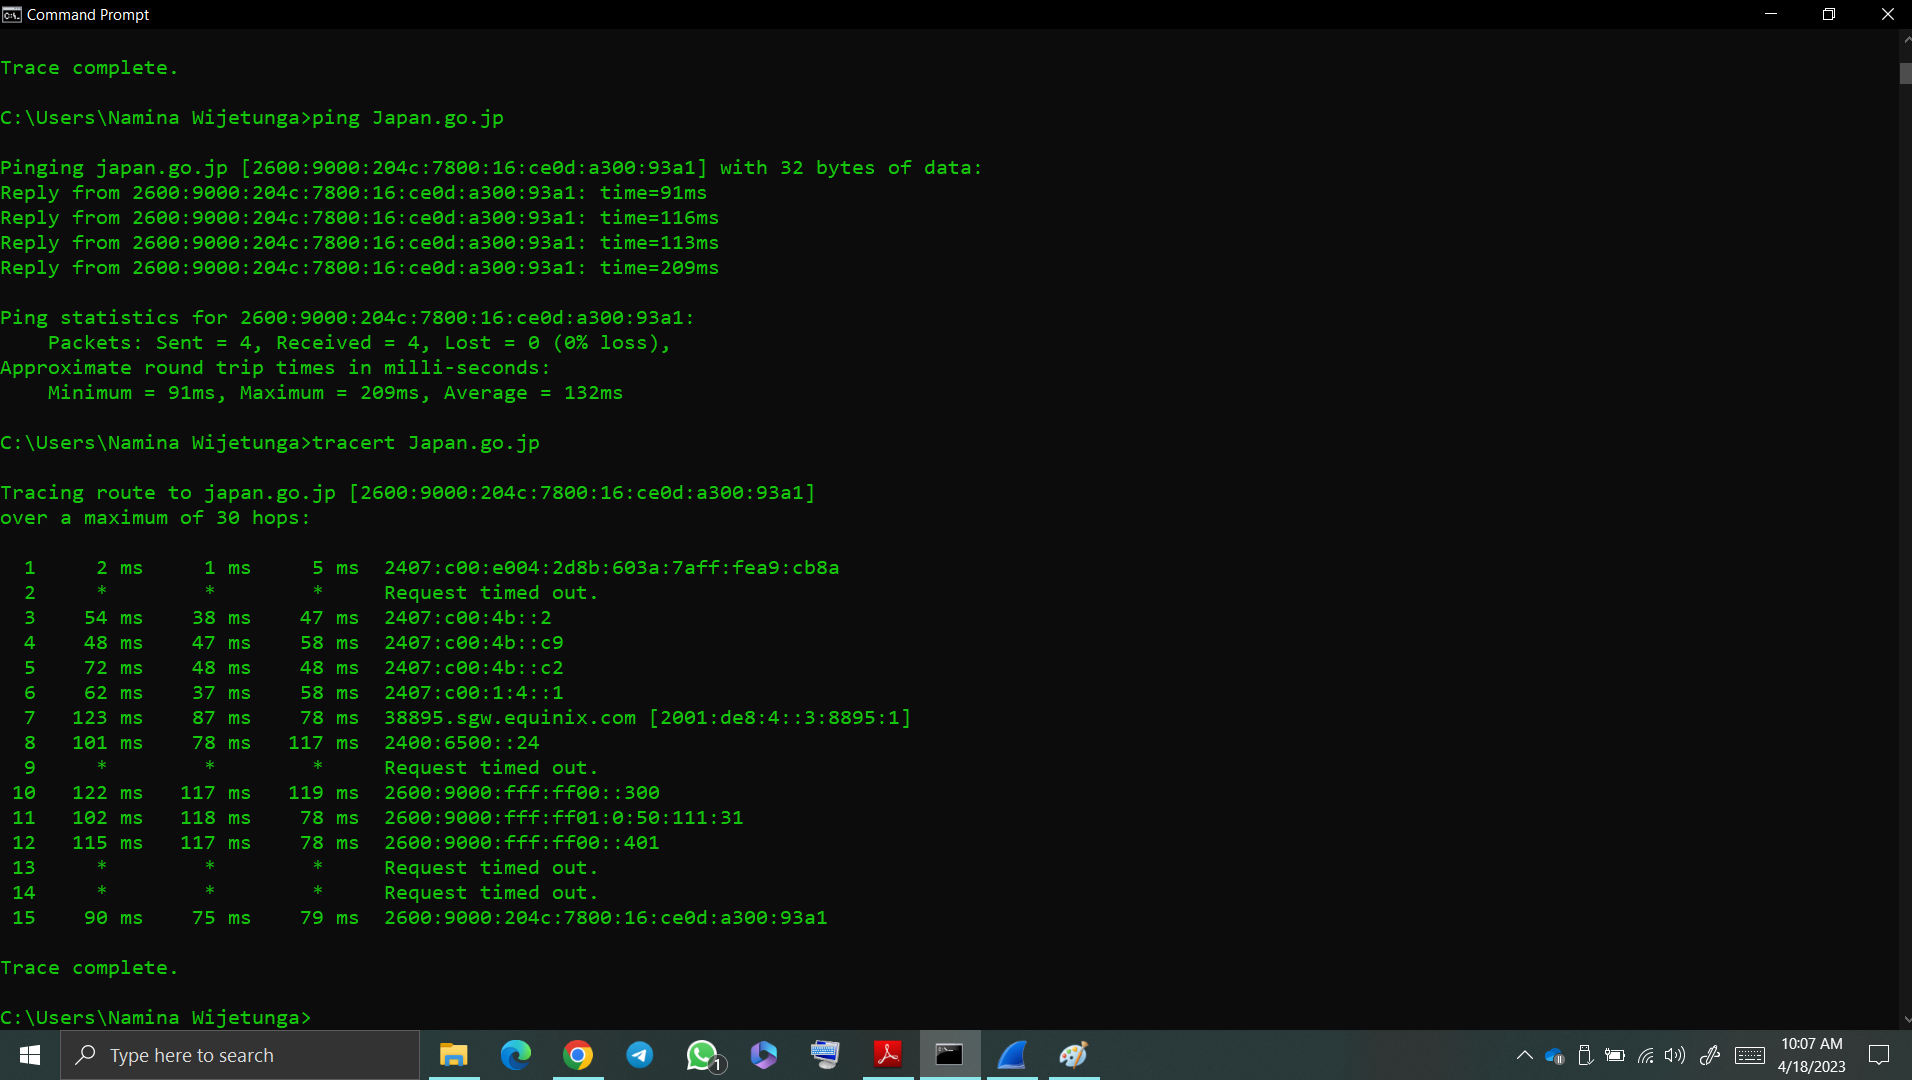 Command Prompt
Trace complete.
C:\Users\Namina Wijetunga>ping Japan.go.jp
Pinging japan.go.jp [2600:9000:204c:7800:16:ce0d:a300:93a1] with 32 bytes of data:
Reply from 2600:9000:204c:7800:16:ce0d:a300:93a1: time=91ms
Reply from 2600:9000:204c:7800:16:ce0d:a300:93a1: time=116ms
Reply from 2600:9000:204c:7800:16:ce0d:a300:93a1: time=113ms
Reply from 2600:9000:204c:7800:16:ce0d:a300:93a1: time=209ms
Ping statistics for 2600:9000:204c:7800:16:ce0d:a300:93a1:
    Packets: Sent = 4, Received = 4, Lost = 0 (0% loss),
Approximate round trip times in milli-seconds:
    Minimum = 91ms, Maximum = 209ms, Average = 132ms
C:\Users\Namina Wijetunga>tracert Japan.go.jp
Tracing route to japan.go.jp [2600:9000:204c:7800:16:ce0d:a300:93a1]
over a maximum of 30 hops:
  1     2 ms     1 ms     5 ms  2407:c00:e004:2d8b:603a:7aff:fea9:cb8a
  2     *        *        *     Request timed out.
  3    54 ms    38 ms    47 ms  2407:c00:4b::2
  4    48 ms    47 ms    58 ms  2407:c00:4b::c9
  5    72 ms    48 ms    48 ms  2407:c00:4b::c2
  6    62 ms    37 ms    58 ms  2407:c00:1:4::1
  7   123 ms    87 ms    78 ms  38895.sgw.equinix.com [2001:de8:4::3:8895:1]
  8   101 ms    78 ms   117 ms  2400:6500::24
  9     *        *        *     Request timed out.
 10   122 ms   117 ms   119 ms  2600:9000:fff:ff00::300
 11   102 ms   118 ms    78 ms  2600:9000:fff:ff01:0:50:111:31
 12   115 ms   117 ms    78 ms  2600:9000:fff:ff00::401
 13     *        *        *     Request timed out.
 14     *        *        *     Request timed out.
 15    90 ms    75 ms    79 ms  2600:9000:204c:7800:16:ce0d:a300:93a1
Trace complete.
C:\Users\Namina Wijetunga>
Type here to search
1
10:07 AM
4/18/2023